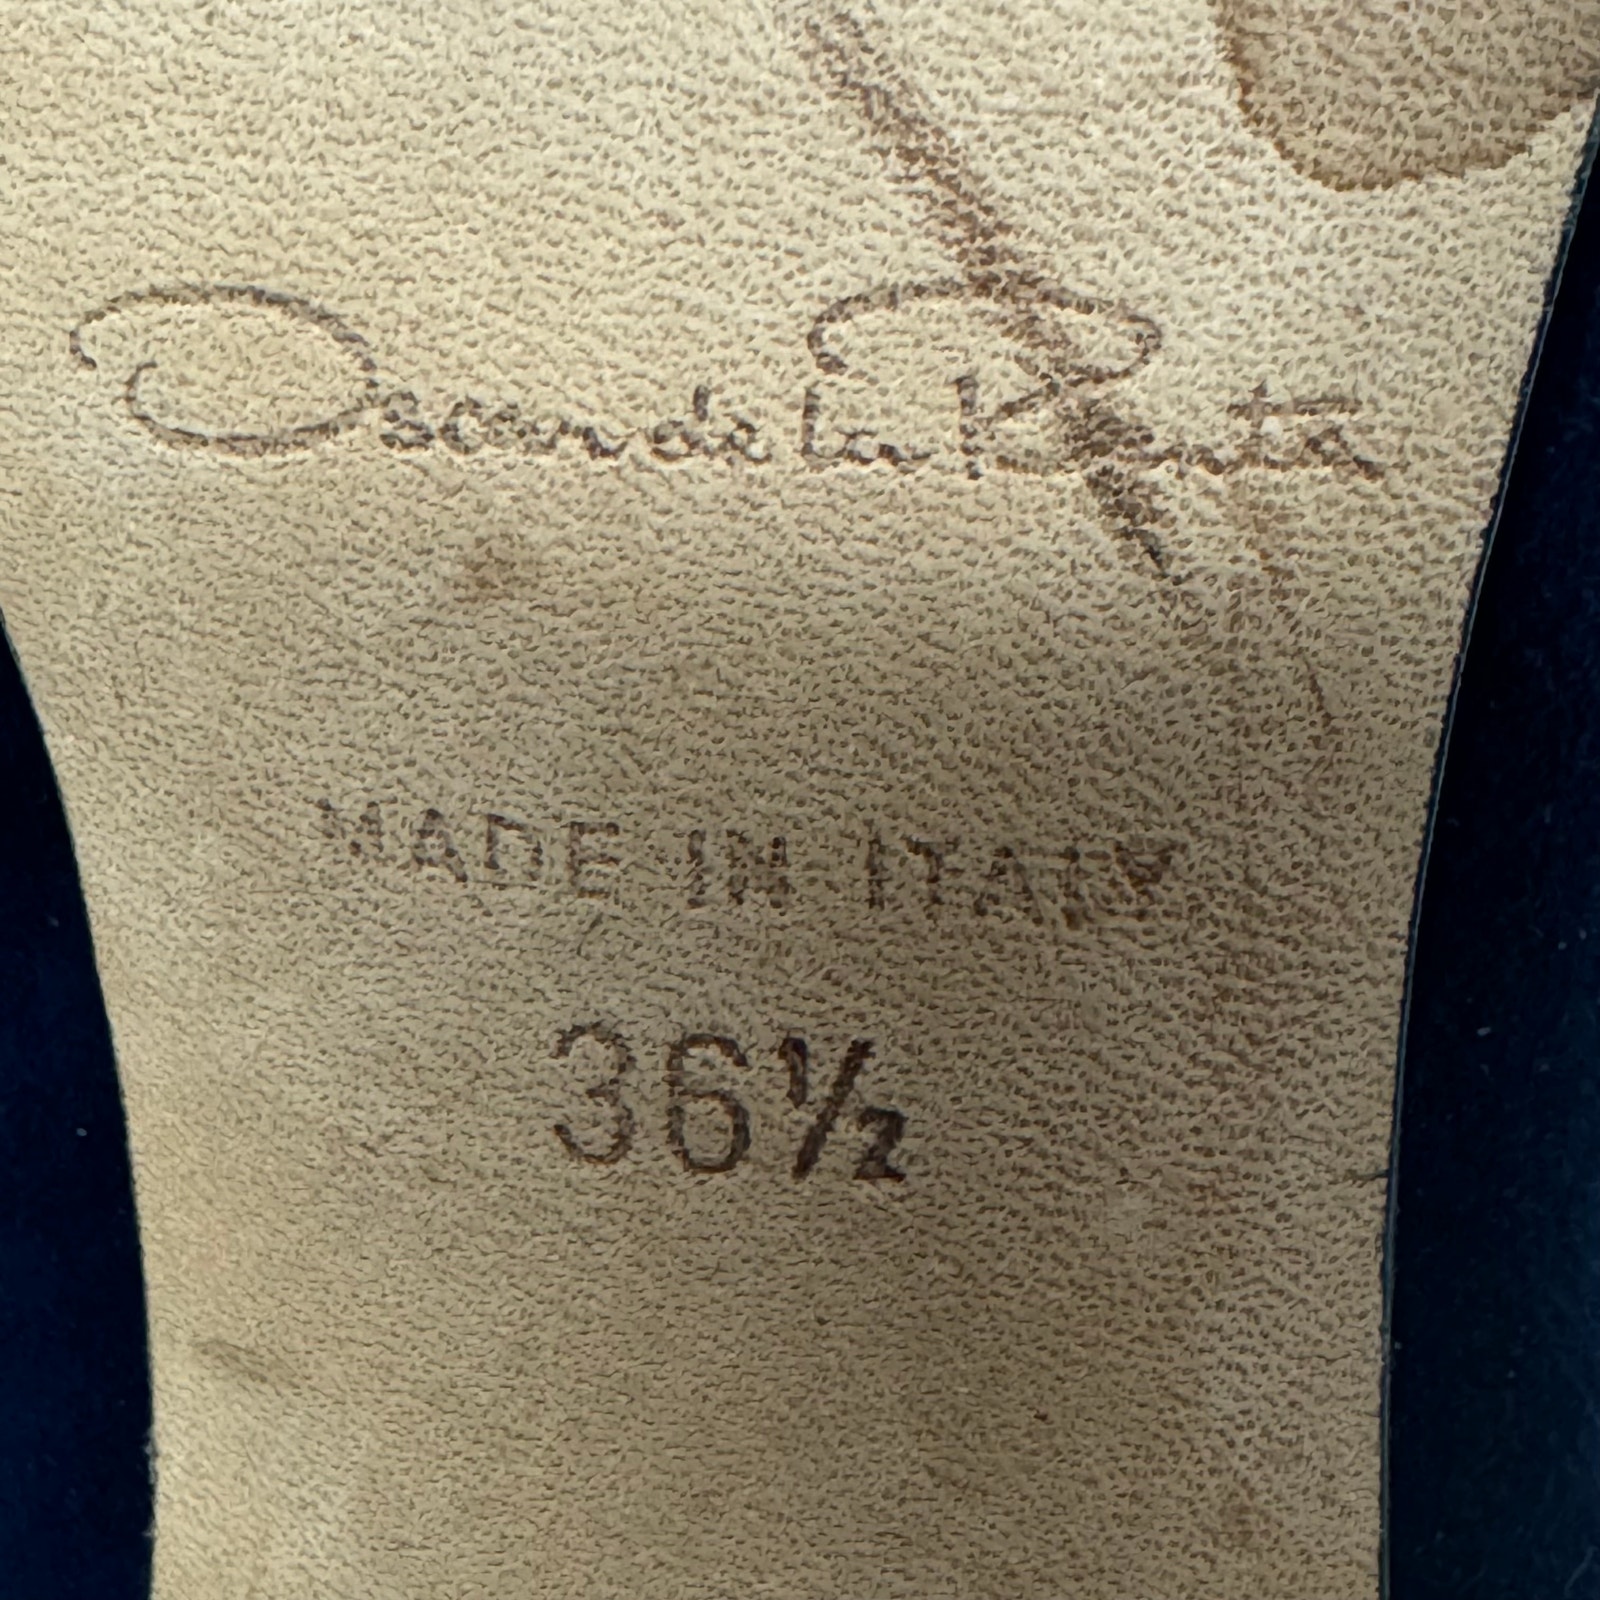 Oscar de la Renta
MADE IN ITALY
36½